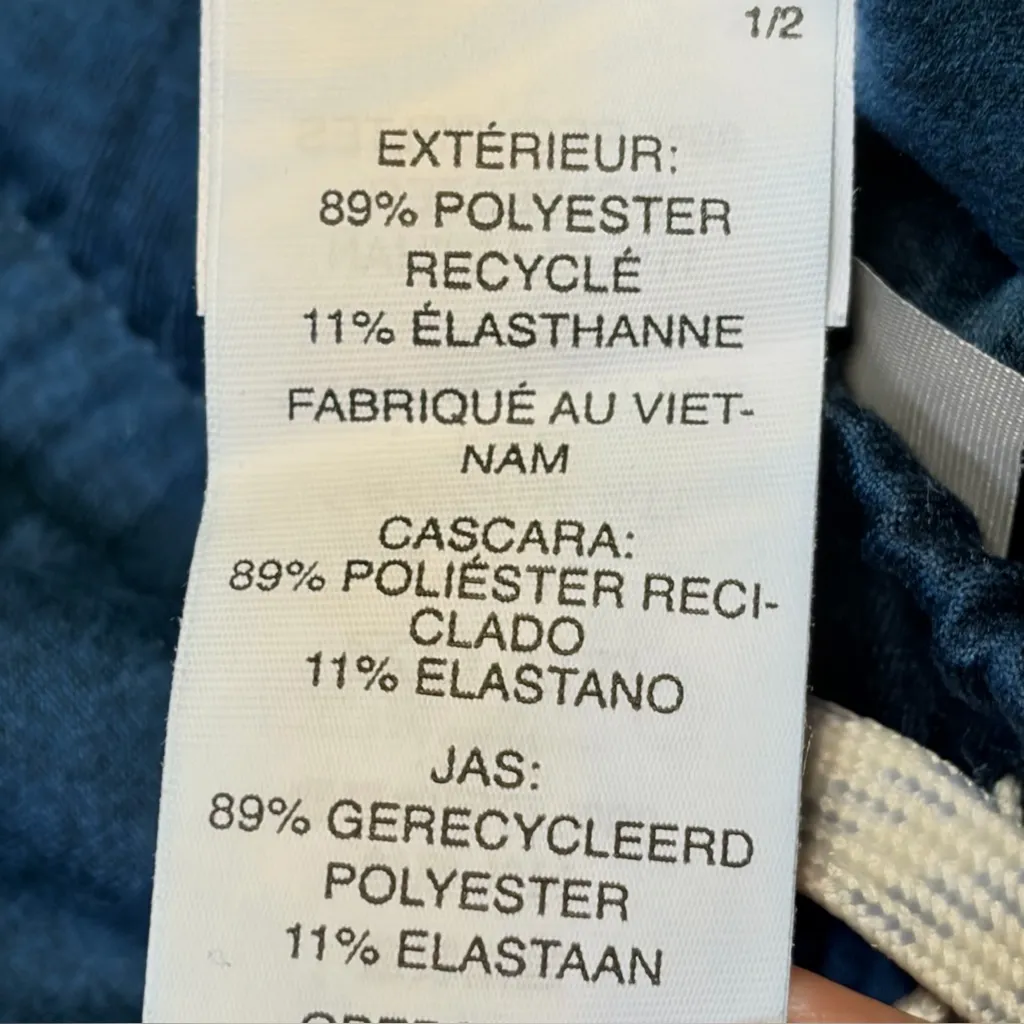 1/2
EXTÉRIEUR:
89% POLYESTER
RECYCLÉ
11% ÉLASTHANNE
FABRIQUÉ AU VIET-
NAM
CASCARA:
89% POLIÉSTER RECI-
CLADO
11% ELASTANO
JAS:
89% GERECYCLEERD
POLYESTER
11% ELASTAAN